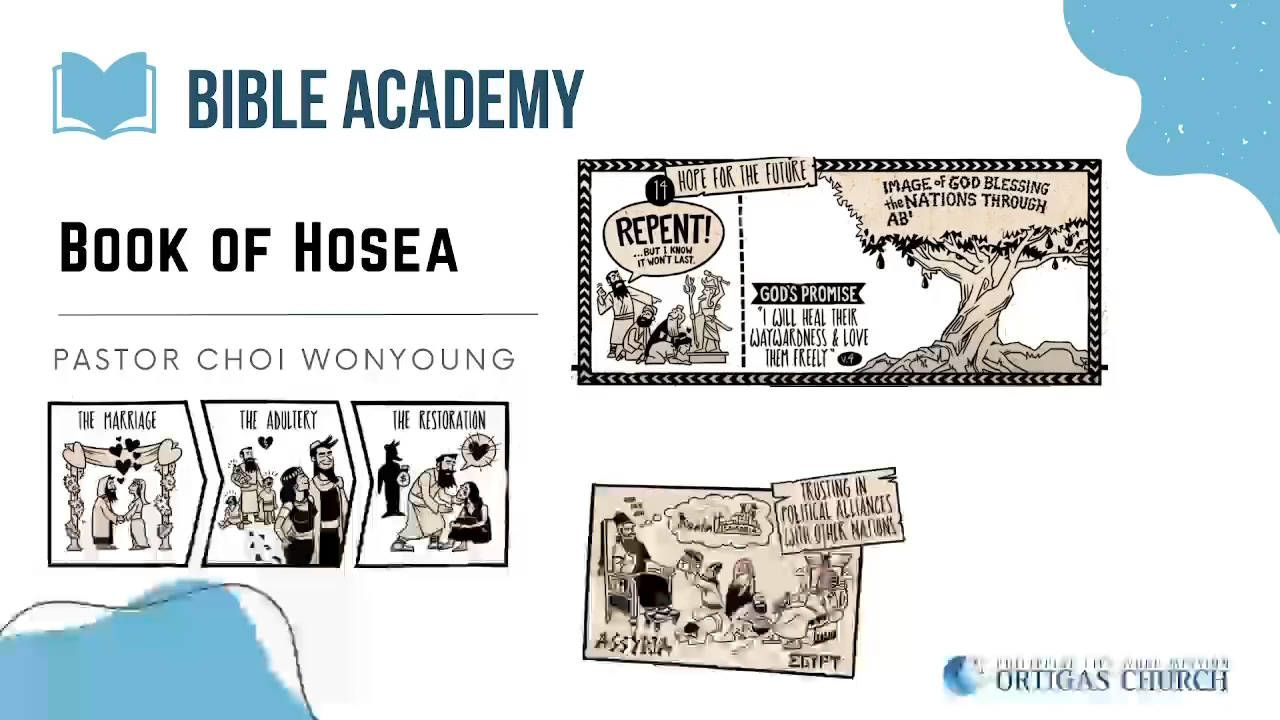 BIBLE ACADEMY
BOOK OF HOSEA
PASTOR CHOI WONYOUNG
THE MARRIAGE
THE ADULTERY
THE RESTORATION
14
HOPE FOR THE FUTURE
REPENT!
...BUT I KNOW
IT WON'T LAST.
GOD'S PROMISE
"I WILL HEAL THEIR
WAYWARDNESS & LOVE
THEM FREELY" v.4
IMAGE of GOD BLESSING
the NATIONS THROUGH
AB'
TRUSTING IN
POLITICAL ALLIANCES
WITH OTHER NATIONS
ASSYRIA
EGYPT
ORTIGAS CHURCH